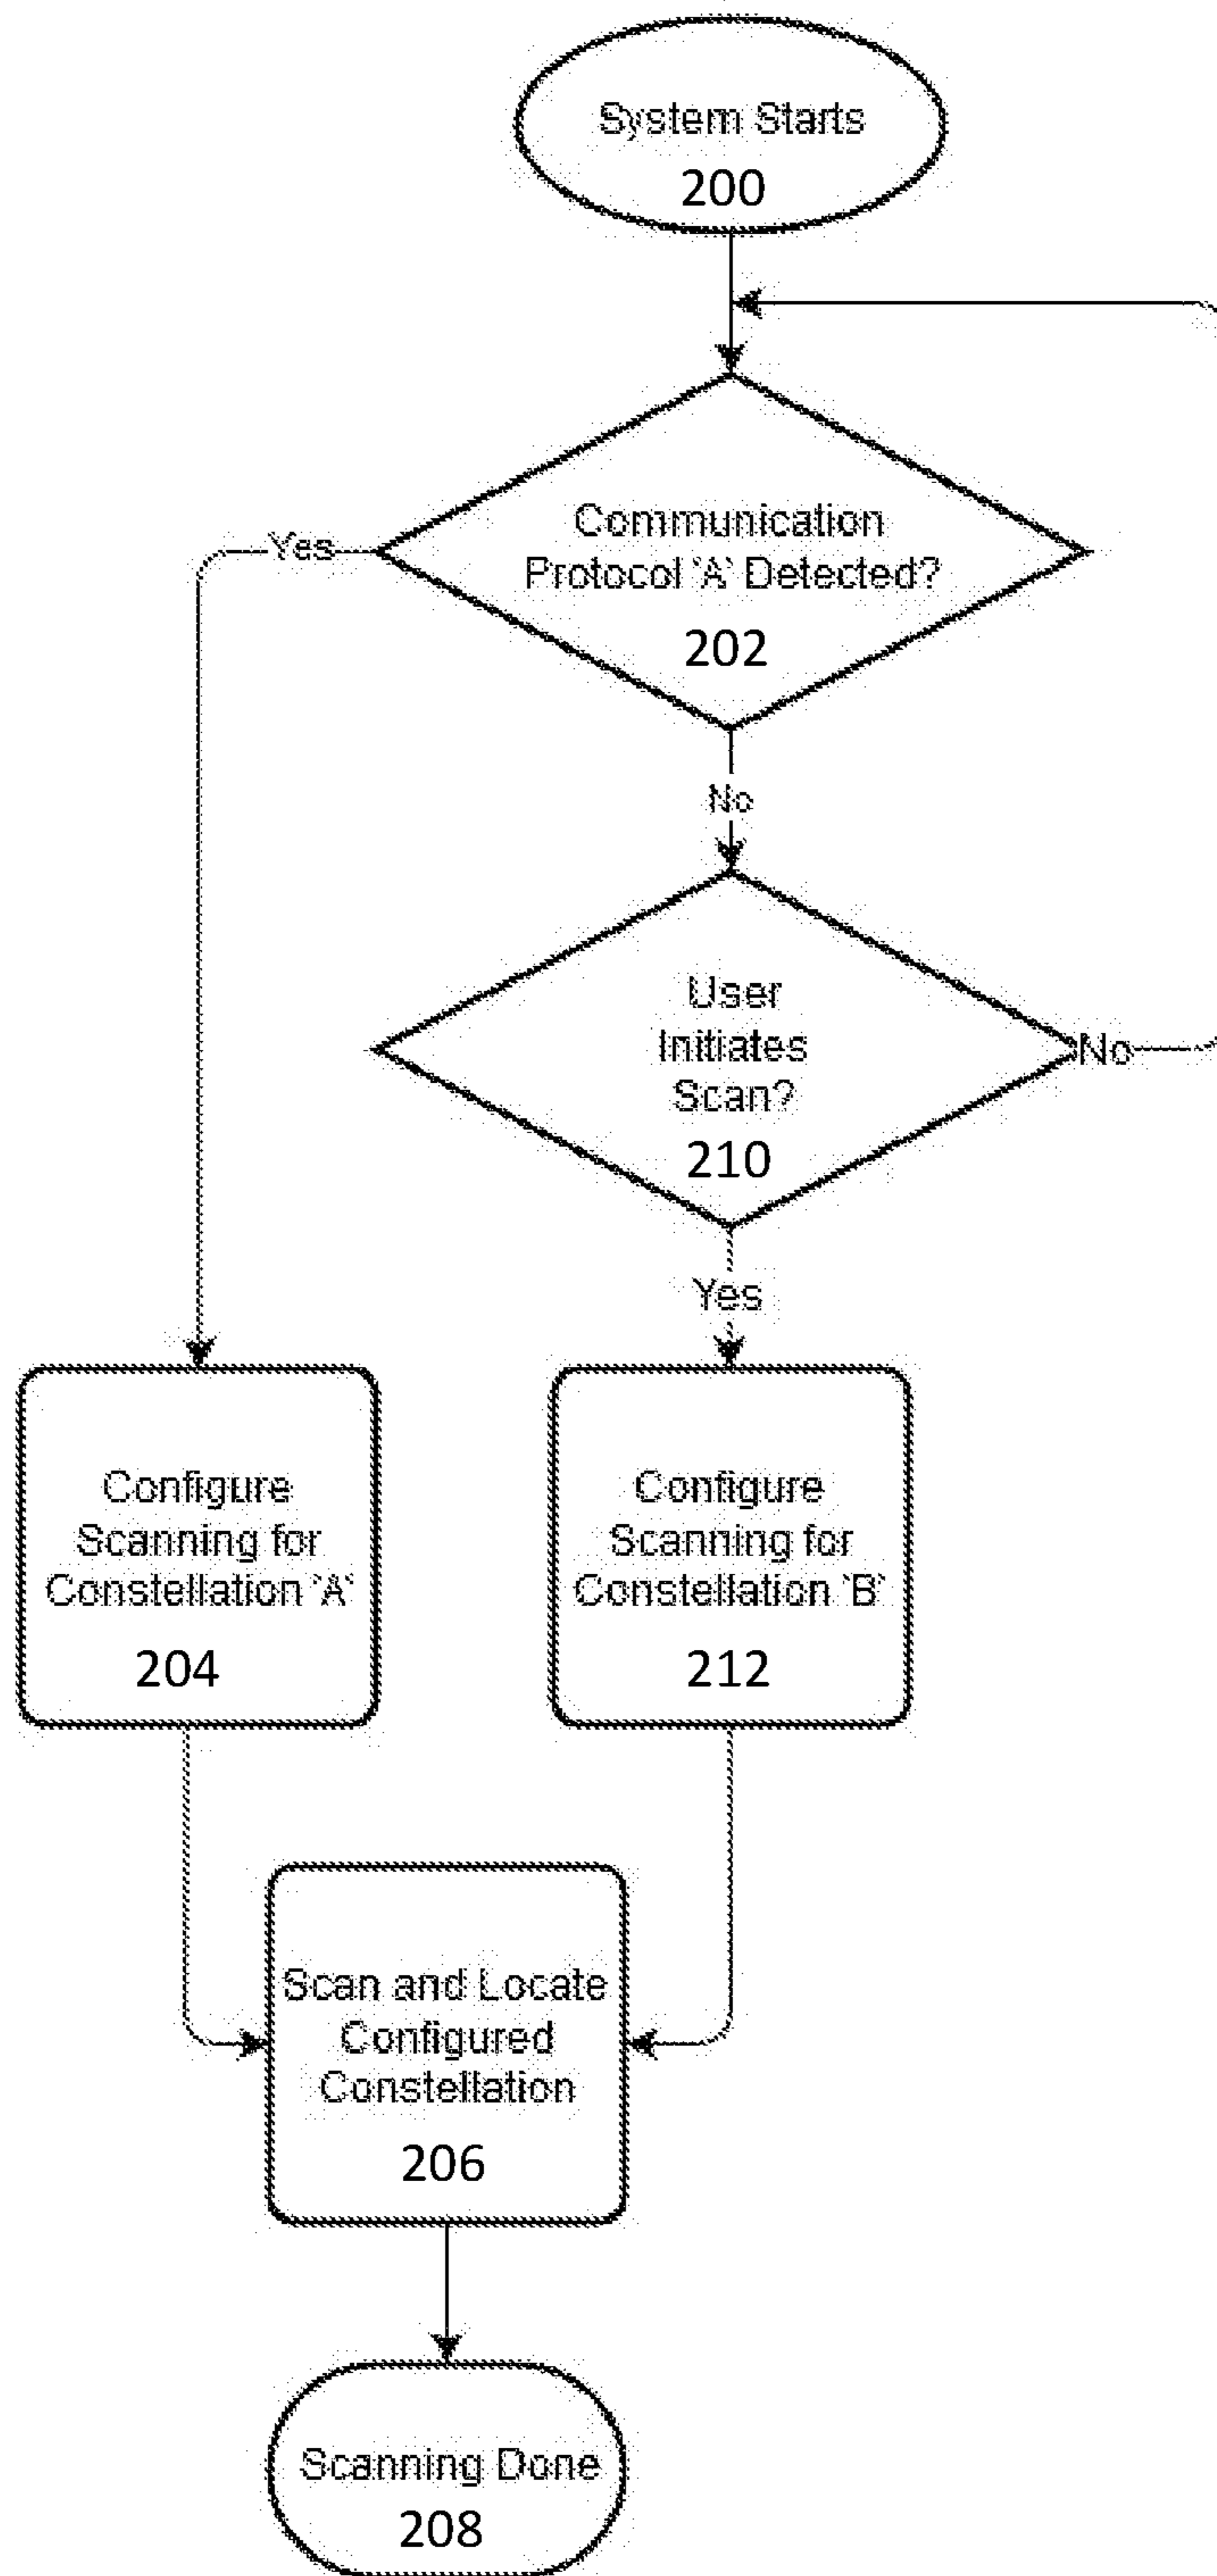 System Starts
200
Communication
Protocol 'A' Detected?
202
Yes
No
User
Initiates
Scan?
210
No
Yes
Configure
Scanning for
Constellation 'A'
204
Configure
Scanning for
Constellation 'B'
212
Scan and Locate
Configured
Constellation
206
Scanning Done
208